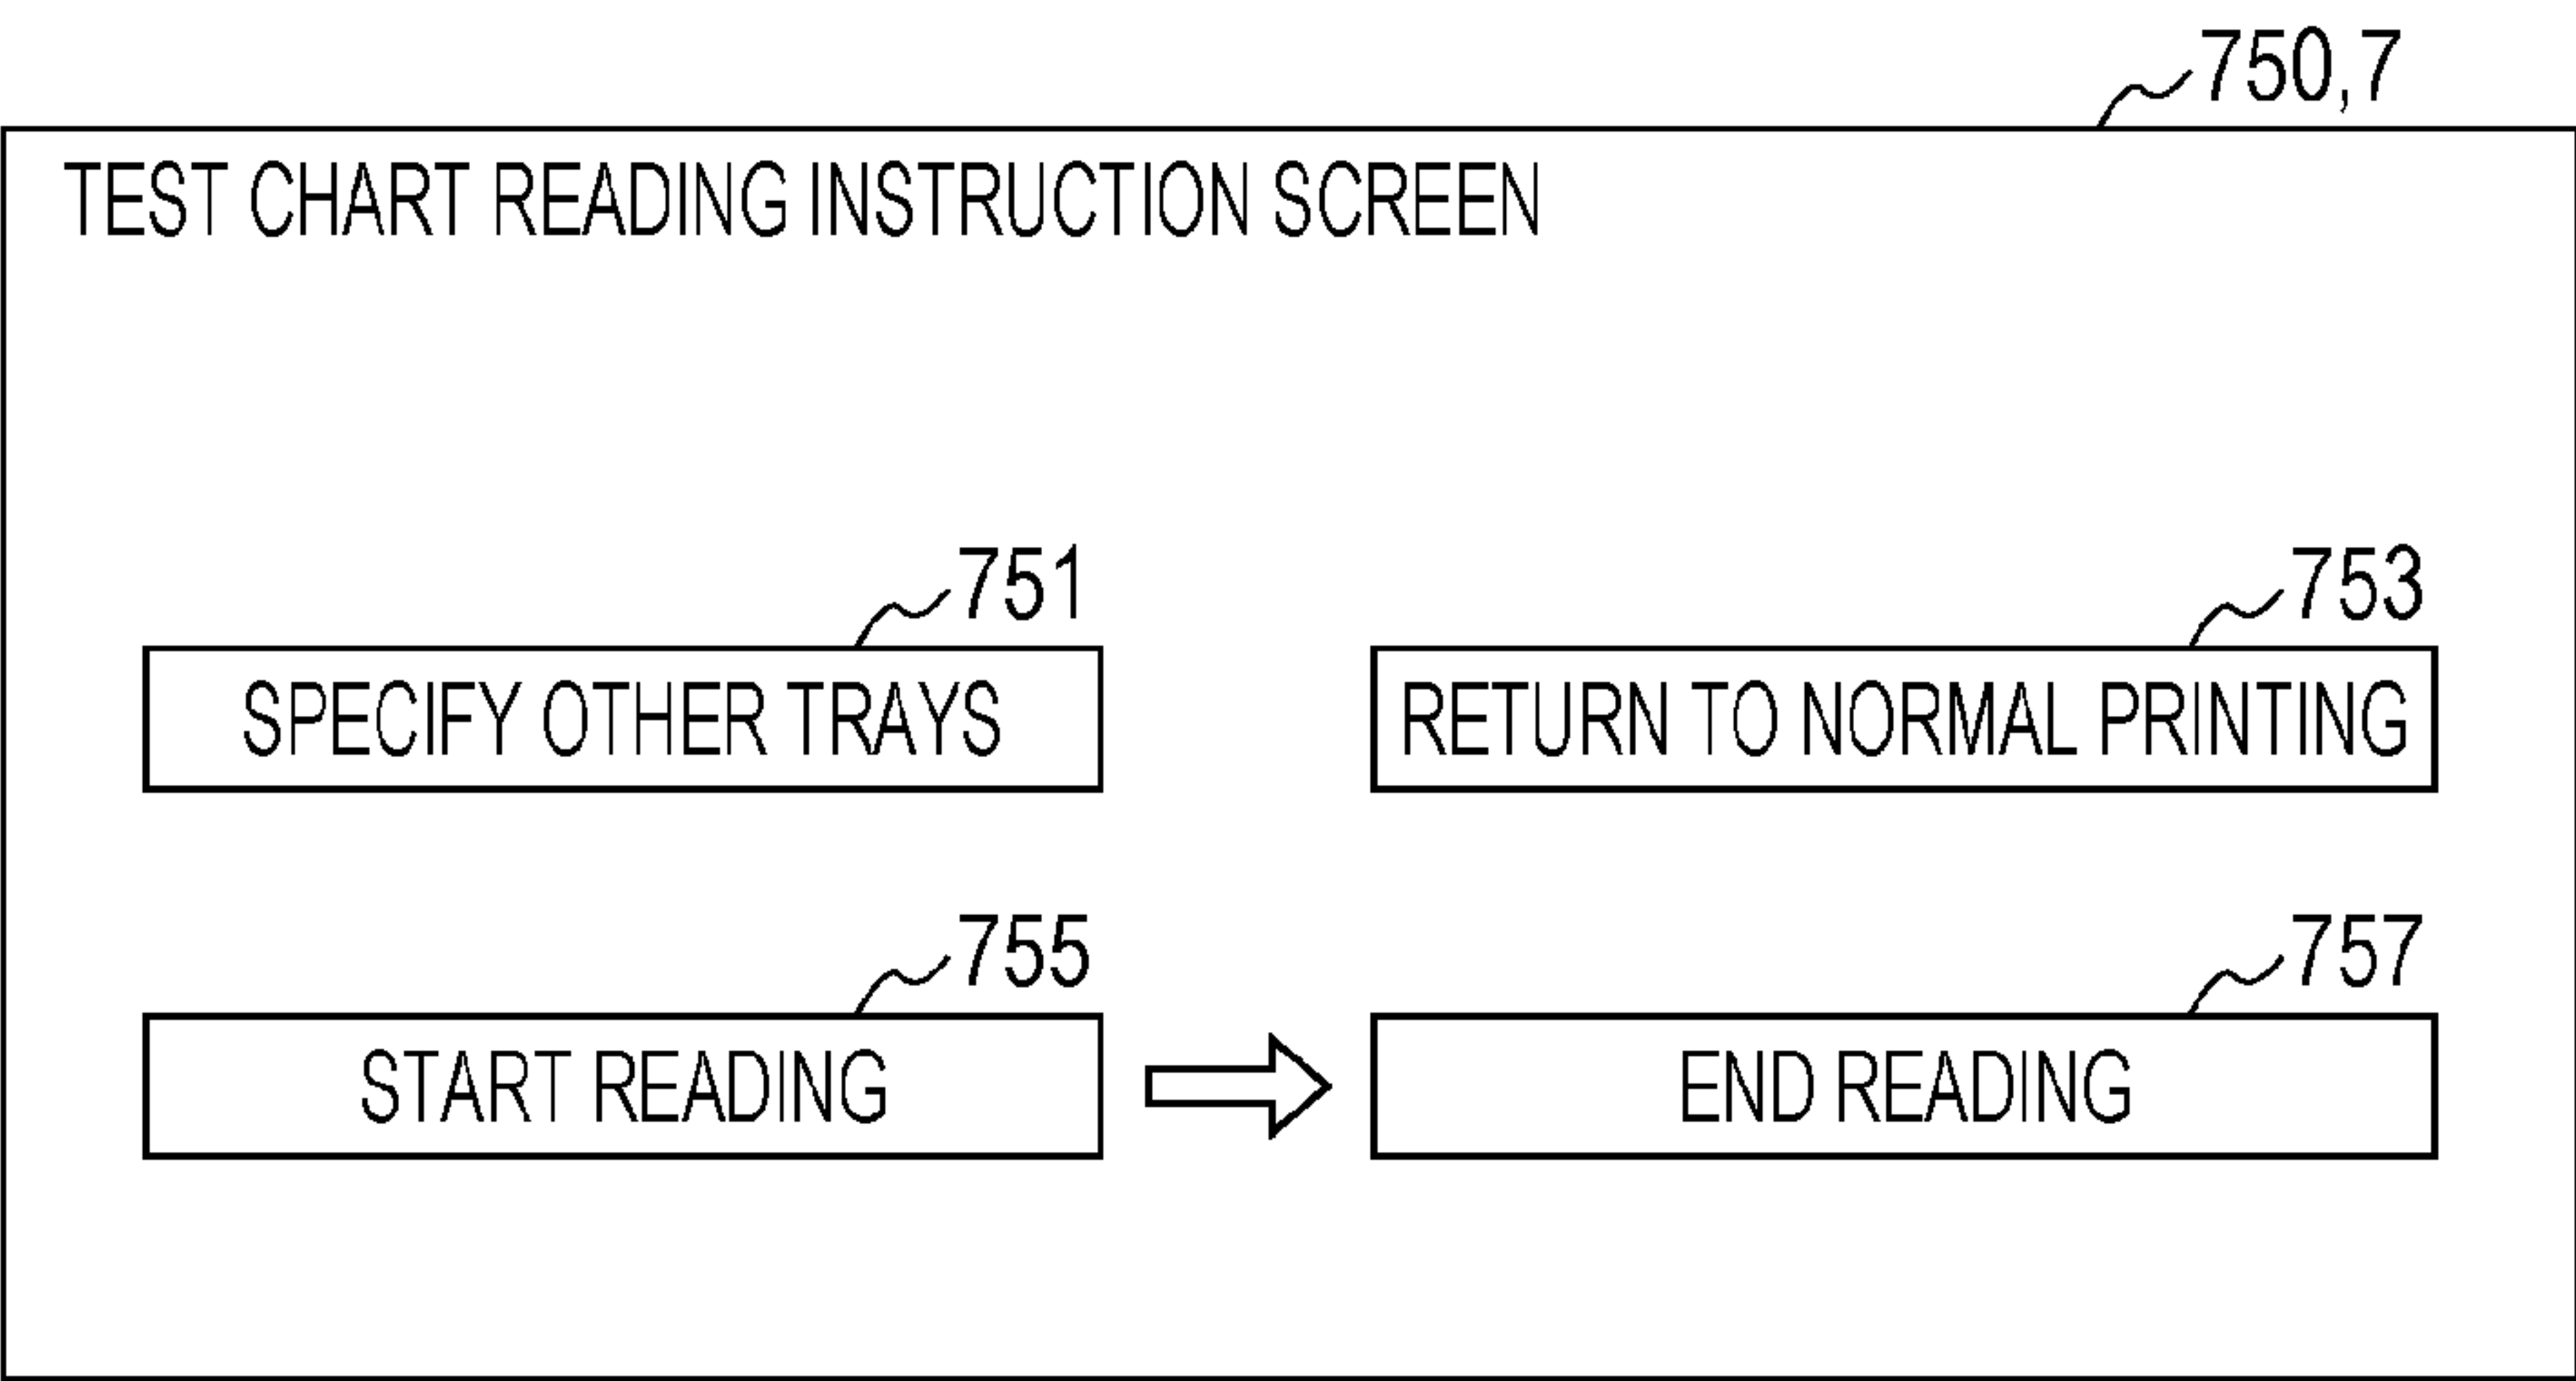 750,7
TEST CHART READING INSTRUCTION SCREEN
751
753
SPECIFY OTHER TRAYS
RETURN TO NORMAL PRINTING
755
757
START READING
END READING